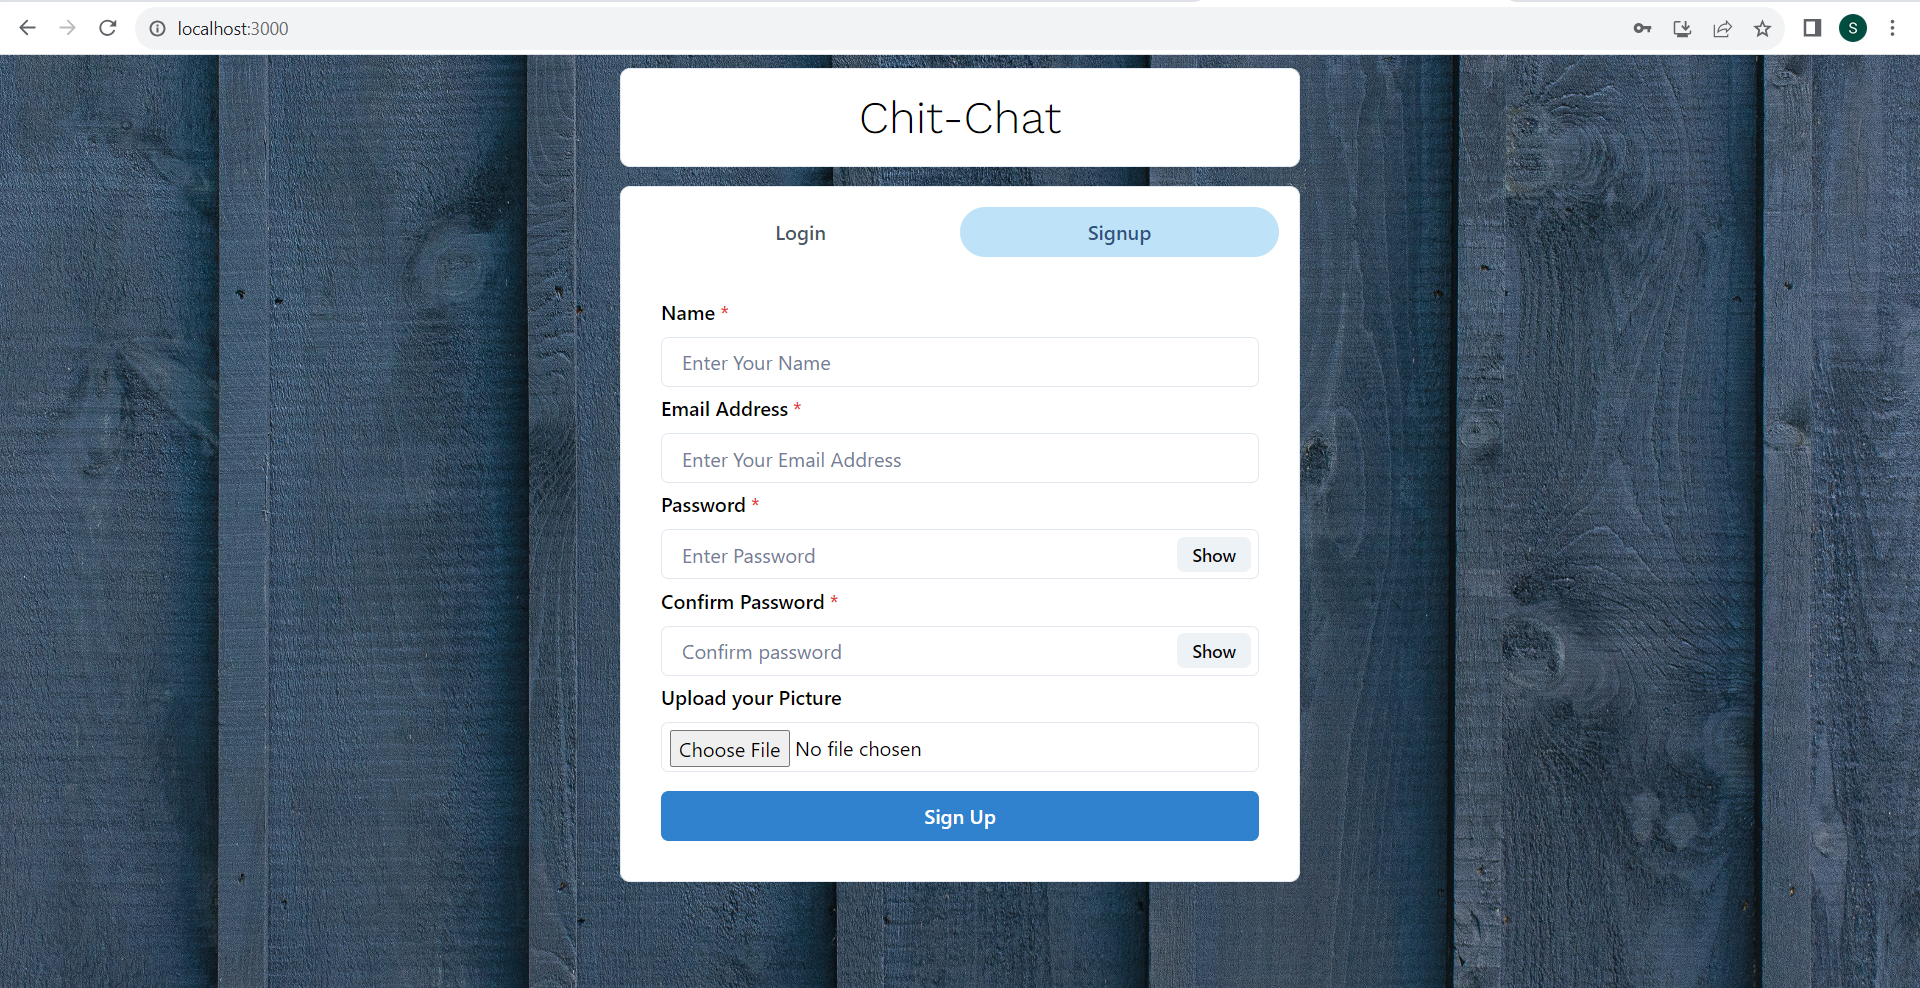 localhost:3000
S
Chit-Chat
Login Signup
Name *
Enter Your Name
Email Address *
Enter Your Email Address
Password *
Enter Password Show
Confirm Password *
Confirm password Show
Upload your Picture
Choose File No file chosen
Sign Up